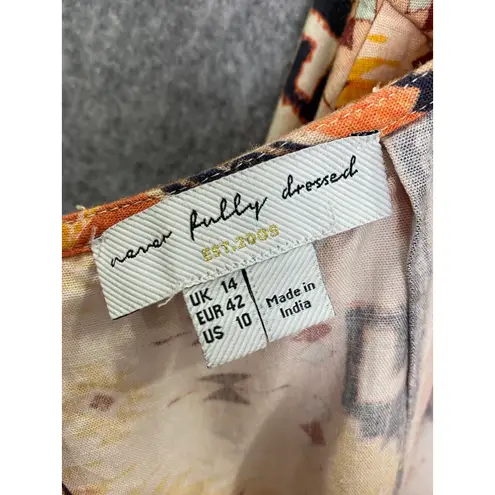 never fully dressed
EST. 2009
UK 14
EUR 42
US 10
Made in
India